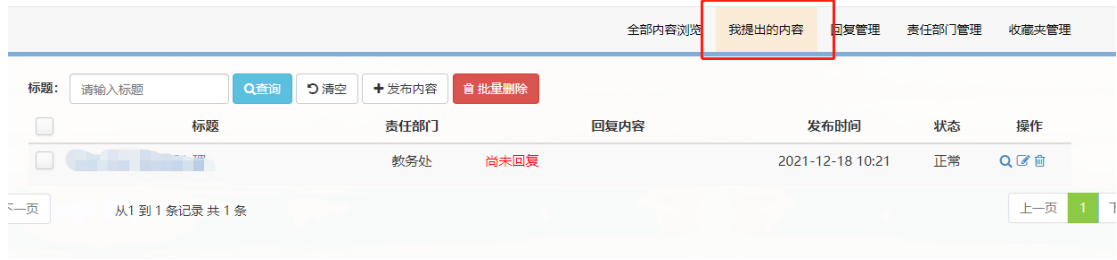 全部内容浏览 我提出的内容 回复管理 责任部门管理 收藏夹管理
标题： 请输入标题 查询 清空 发布内容 批量删除
标题 责任部门 回复内容 发布时间 状态 操作
教务处 尚未回复 2021-12-18 10:21 正常
一页 从1 到 1 条记录 共 1 条 上一页 1